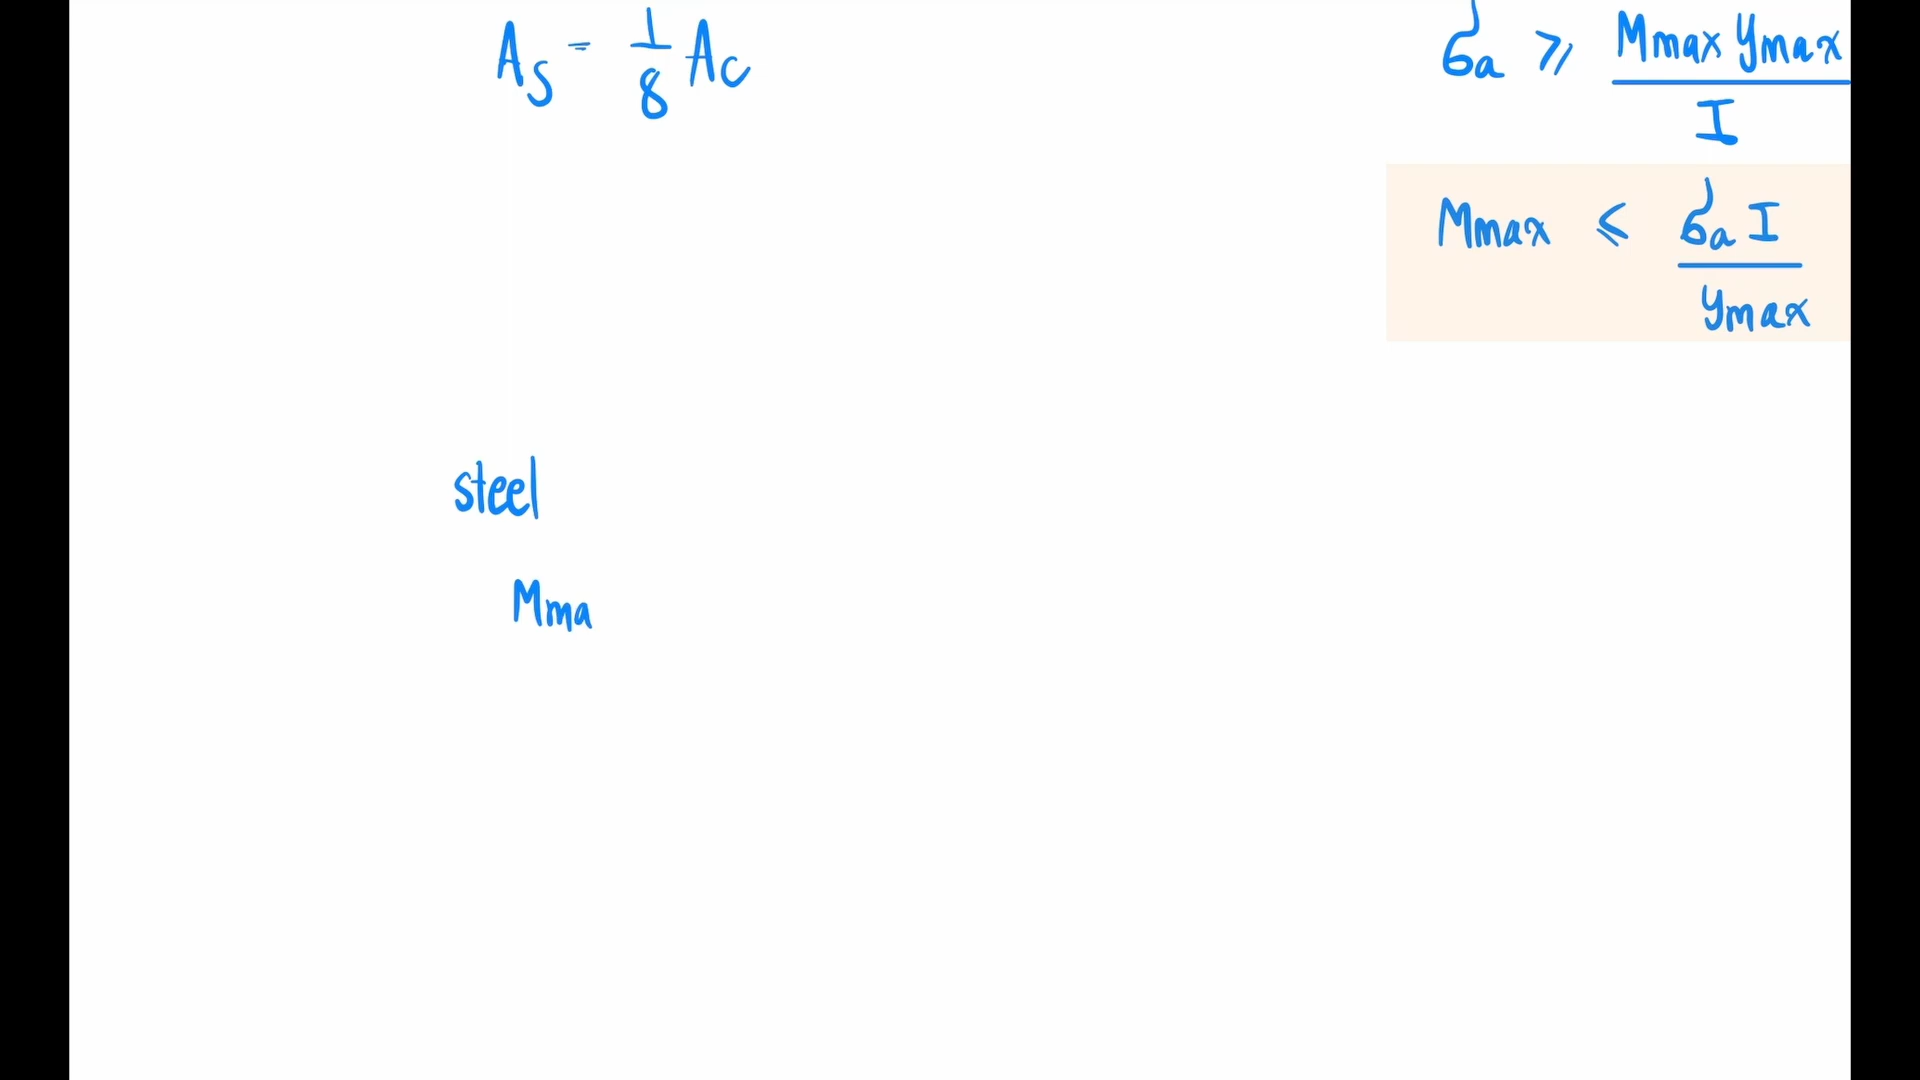 As = 1/8 Ac
σa ⩾ Mmax ymax / I
Mmax ⩽ σa I / ymax
steel
Mma